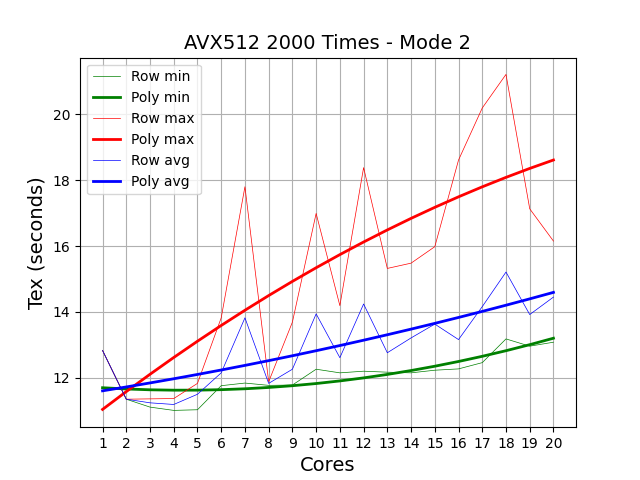 AVX512 2000 Times - Mode 2
Row min
Poly min
Row max
Poly max
Row avg
Poly avg
Tex (seconds)
20
18
16
14
12
1 2 3 4 5 6 7 8 9 10 11 12 13 14 15 16 17 18 19 20
Cores